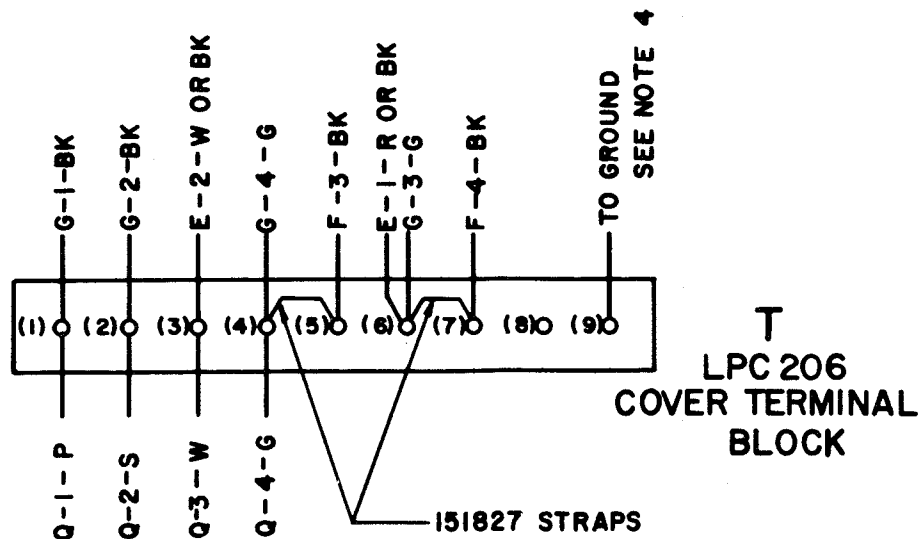 G-1-BK
G-2-BK
E-2-W OR BK
G-4-G
F-3-BK
E-1-R OR BK
G-3-G
F-4-BK
TO GROUND
SEE NOTE 4
(1)
(2)
(3)
(4)
(5)
(6)
(7)
(8)
(9)
T
LPC 206
COVER TERMINAL
BLOCK
Q-1-P
Q-2-S
Q-3-W
Q-4-G
151827 STRAPS